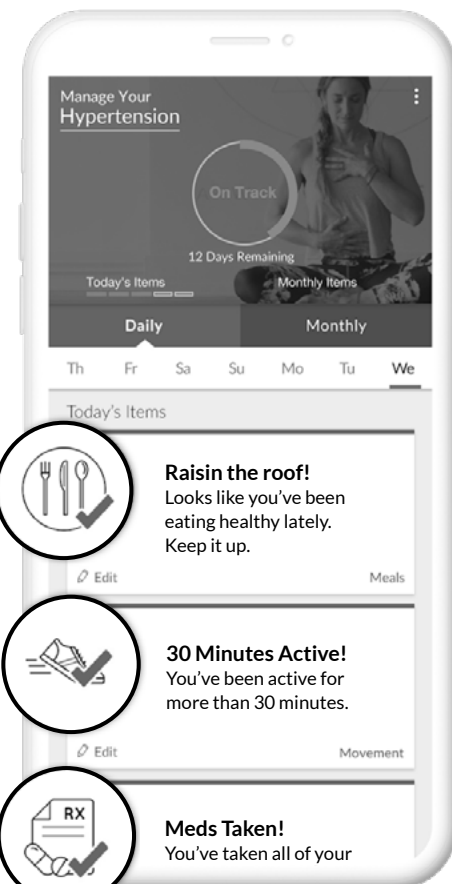 Manage Your
Hypertension
On Track
12 Days Remaining
Today's Items
Monthly Items
Daily
Monthly
Th Fr Sa Su Mo Tu We
Today's Items
Raisin the roof!
Looks like you've been
eating healthy lately.
Keep it up.
Edit
Meals
30 Minutes Active!
You've been active for
more than 30 minutes.
Edit
Movement
RX
Meds Taken!
You've taken all of your